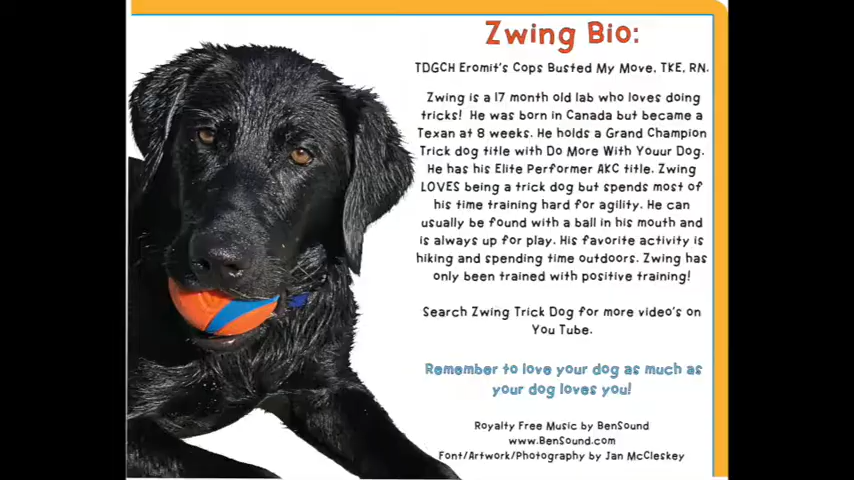 Zwing Bio:
TDGCH Eromit's Cops Busted My Move, TKE, RN.
Zwing is a 17 month old lab who loves doing
tricks! He was born in Canada but became a
Texan at 8 weeks. He holds a Grand Champion
Trick dog title with Do More With Yourr Dog.
He has his Elite Performer AKC title. Zwing
LOVES being a trick dog but spends most of
his time training hard for agility. He can
usually be found with a ball in his mouth and
is always up for play. His favorite activity is
hiking and spending time outdoors. Zwing has
only been trained with positive training!
Search Zwing Trick Dog for more video's on
You Tube.
Remember to love your dog as much as
your dog loves you!
Royalty Free Music by BenSound
www.BenSound.com
Font/Artwork/Photography by Jan McCleskey